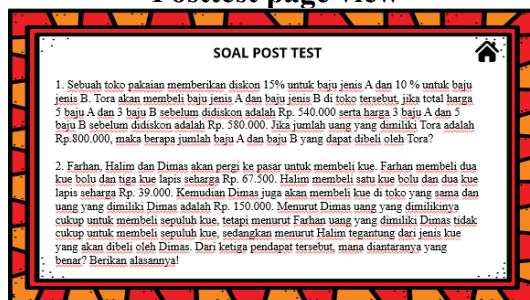 Posttest page view
SOAL POST TEST
1. Sebuah toko pakaian memberikan diskon 15% untuk baju jenis A dan 10 % untuk baju
jenis B. Tora akan membeli baju jenis A dan baju jenis B di toko tersebut, jika total harga
5 baju A dan 3 baju B sebelum didiskon adalah Rp. 540.000 serta harga 3 baju A dan 5
baju B sebelum didiskon adalah Rp. 580.000. Jika jumlah uang yang dimiliki Tora adalah
Rp.800.000, maka berapa jumlah baju A dan baju B yang dapat dibeli oleh Tora?
2. Farhan, Halim dan Dimas akan pergi ke pasar untuk membeli kue. Farhan membeli dua
kue bolu dan tiga kue lapis seharga Rp. 67.500. Halim membeli satu kue bolu dan dua kue
lapis seharga Rp. 39.000. Kemudian Dimas juga akan membeli kue di toko yang sama dan
uang yang dimiliki Dimas adalah Rp. 150.000. Menurut Dimas uang yang dimilikinya
cukup untuk membeli sepuluh kue, tetapi menurut Farhan uang yang dimiliki Dimas tidak
cukup untuk membeli sepuluh kue, sedangkan menurut Halim tegantung dari jenis kue
yang akan dibeli oleh Dimas. Dari ketiga pendapat tersebut, mana diantaranya yang
benar? Berikan alasannya!